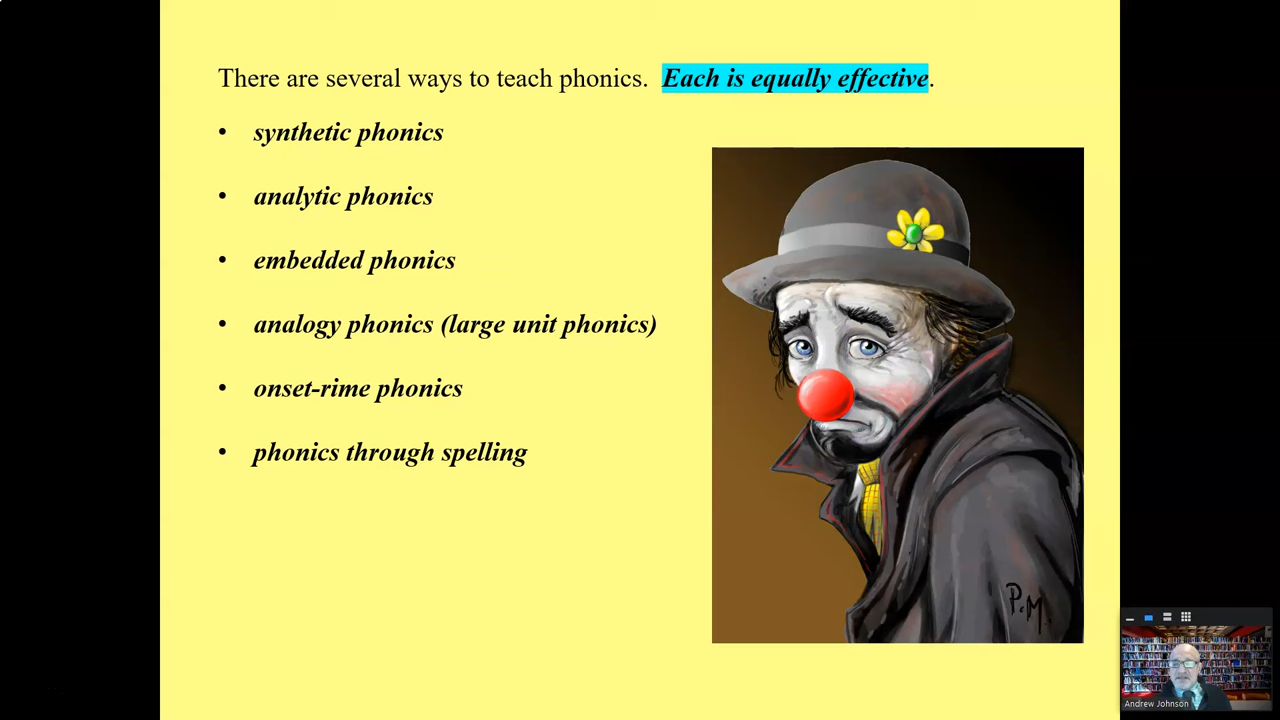 There are several ways to teach phonics. Each is equally effective.
• synthetic phonics
• analytic phonics
• embedded phonics
• analogy phonics (large unit phonics)
• onset-rime phonics
• phonics through spelling
P.M.
Andrew Johnson